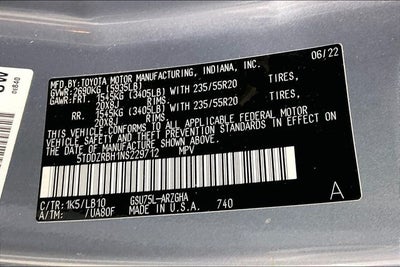 MFD.BY:TOYOTA MOTOR MANUFACTURING, INDIANA, INC. 06/22
GVWR:2690KG (5935LB)
GAWR:FRT. 1545KG (3405LB) WITH 235/55R20 TIRES,
20X8J RIMS.
RR. 1545KG (3405LB) WITH 235/55R20 TIRES,
20X8J RIMS.
THIS VEHICLE CONFORMS TO ALL APPLICABLE FEDERAL MOTOR
VEHICLE SAFETY AND THEFT PREVENTION STANDARDS IN EFFECT ON
THE DATE OF MANUFACTURE SHOWN ABOVE.
5TDDZRBH1NS229712 MPV
C/TR: 1K5/LB10 GSU75L-ARZGHA A
A/TM: /UA80F MADE IN U.S.A. 740